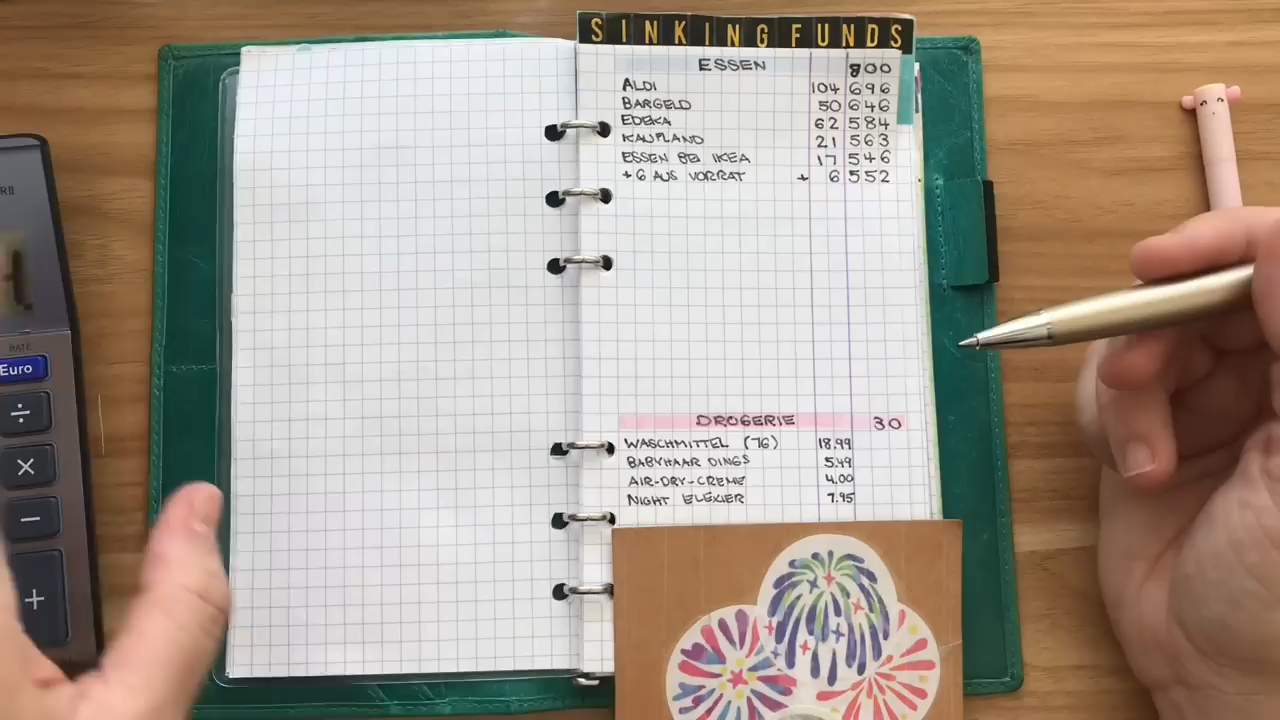 SINKING FUNDS
ESSEN 800
ALDI 104 696
BARGELD 50 646
EDEKA 62 584
KAUFLAND 21 563
ESSEN BEI IKEA 17 546
+6 AUS VORRAT + 6 552
DROGERIE 30
WASCHMITTEL (76) 18.99
BABYHAAR DINGS 5.49
AIR-DRY-CREME 4.00
NIGHT ELEXIER 7.95
RATE
Euro
÷
×
−
+